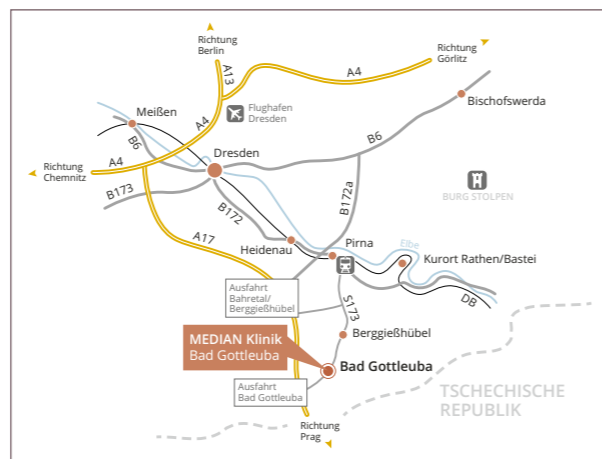 Richtung
Berlin
Richtung
Görlitz
A13
A4
Bischofswerda
Meißen
Flughafen
Dresden
A4
B6
B6
Dresden
Richtung
Chemnitz
A4
B173
B172a
BURG STOLPEN
B172
A17
Heidenau
Pirna
Elbe
Kurort Rathen/Bastei
Ausfahrt
Bahretal/
Berggießhübel
S173
DB
MEDIAN Klinik
Bad Gottleuba
Berggießhübel
Bad Gottleuba
Ausfahrt
Bad Gottleuba
TSCHECHISCHE
REPUBLIK
Richtung
Prag